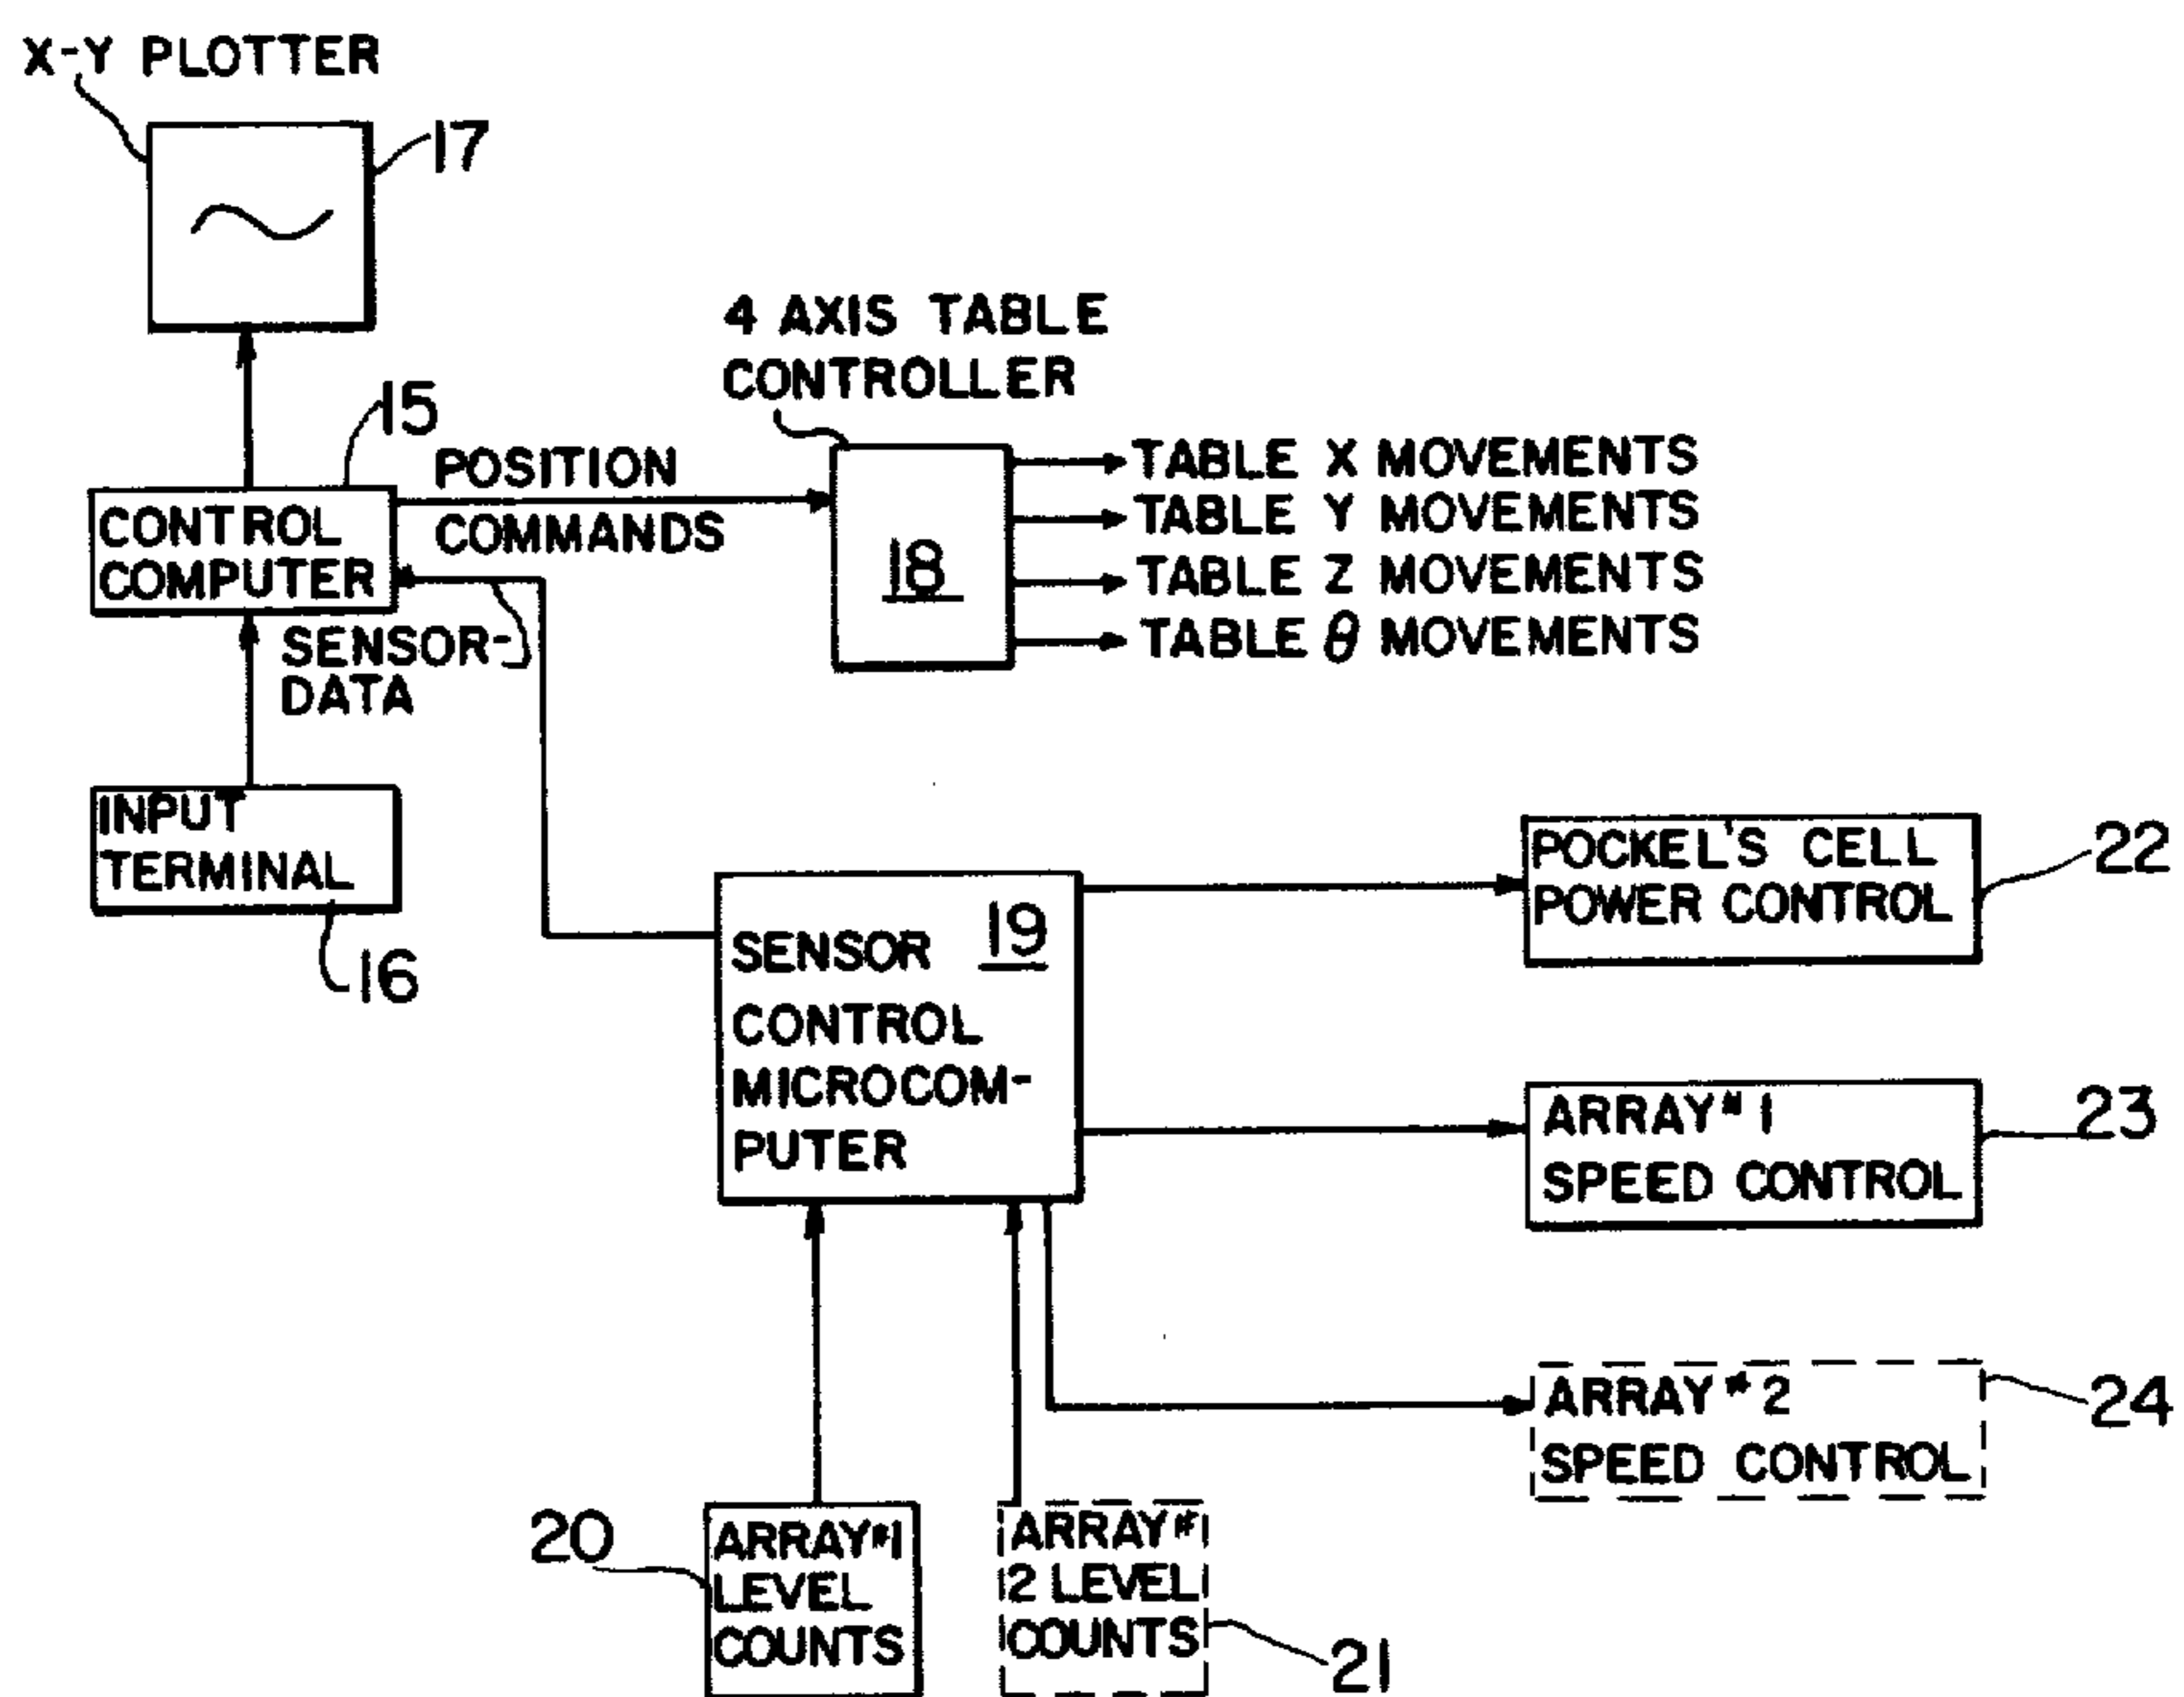 X-Y PLOTTER
17
4 AXIS TABLE
CONTROLLER
15
POSITION
COMMANDS
CONTROL
COMPUTER
18
TABLE X MOVEMENTS
TABLE Y MOVEMENTS
TABLE Z MOVEMENTS
TABLE θ MOVEMENTS
SENSOR-
DATA
INPUT
TERMINAL
16
SENSOR 19
CONTROL
MICROCOM-
PUTER
POCKEL'S CELL
POWER CONTROL
22
ARRAY #1
SPEED CONTROL
23
ARRAY #2
SPEED CONTROL
24
20
ARRAY #1
LEVEL
COUNTS
ARRAY #
2 LEVEL
COUNTS
21